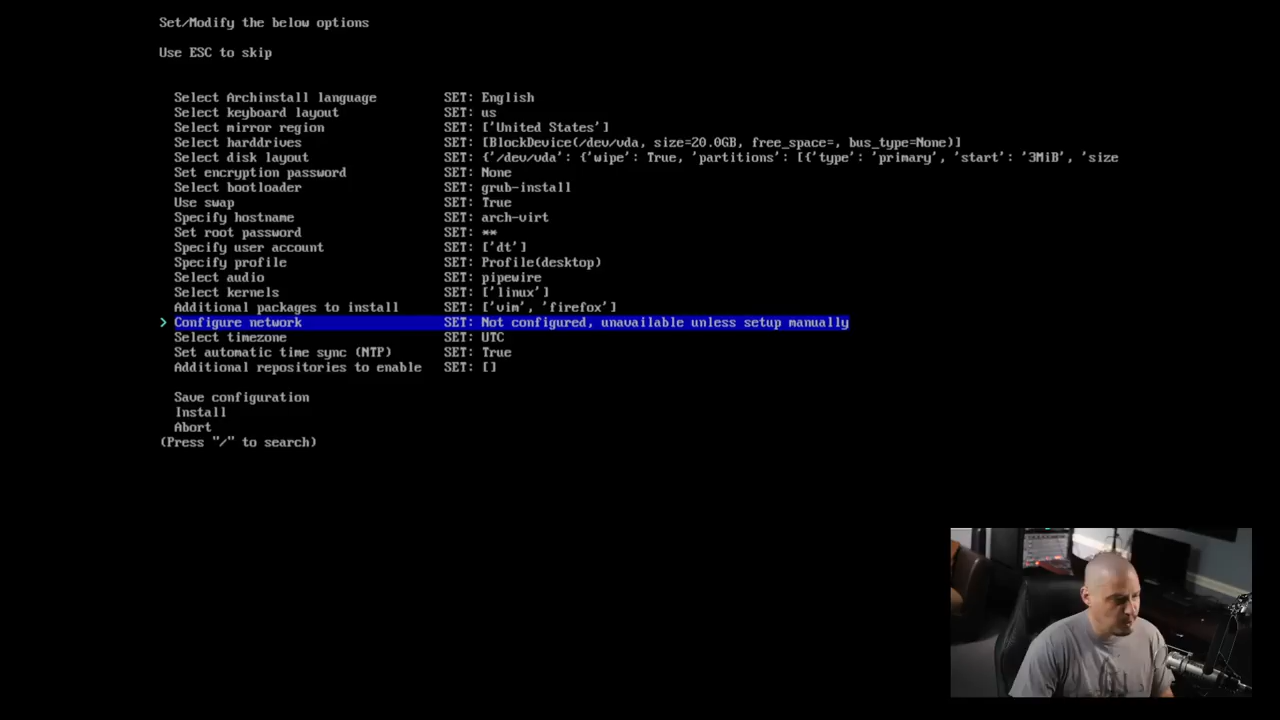 Set/Modify the below options
Use ESC to skip
Select Archinstall language SET: English
Select keyboard layout SET: us
Select mirror region SET: ['United States']
Select harddrives SET: [BlockDevice(/dev/vda, size=20.0GB, free_space=, bus_type=None)]
Select disk layout SET: {'/dev/vda': {'wipe': True, 'partitions': [{'type': 'primary', 'start': '3MiB', 'size
Set encryption password SET: None
Select bootloader SET: grub-install
Use swap SET: True
Specify hostname SET: arch-virt
Set root password SET: **
Specify user account SET: ['dt']
Specify profile SET: Profile(desktop)
Select audio SET: pipewire
Select kernels SET: ['linux']
Additional packages to install SET: ['vim', 'firefox']
> Configure network SET: Not configured, unavailable unless setup manually
Select timezone SET: UTC
Set automatic time sync (NTP) SET: True
Additional repositories to enable SET: []
Save configuration
Install
Abort
(Press "/" to search)